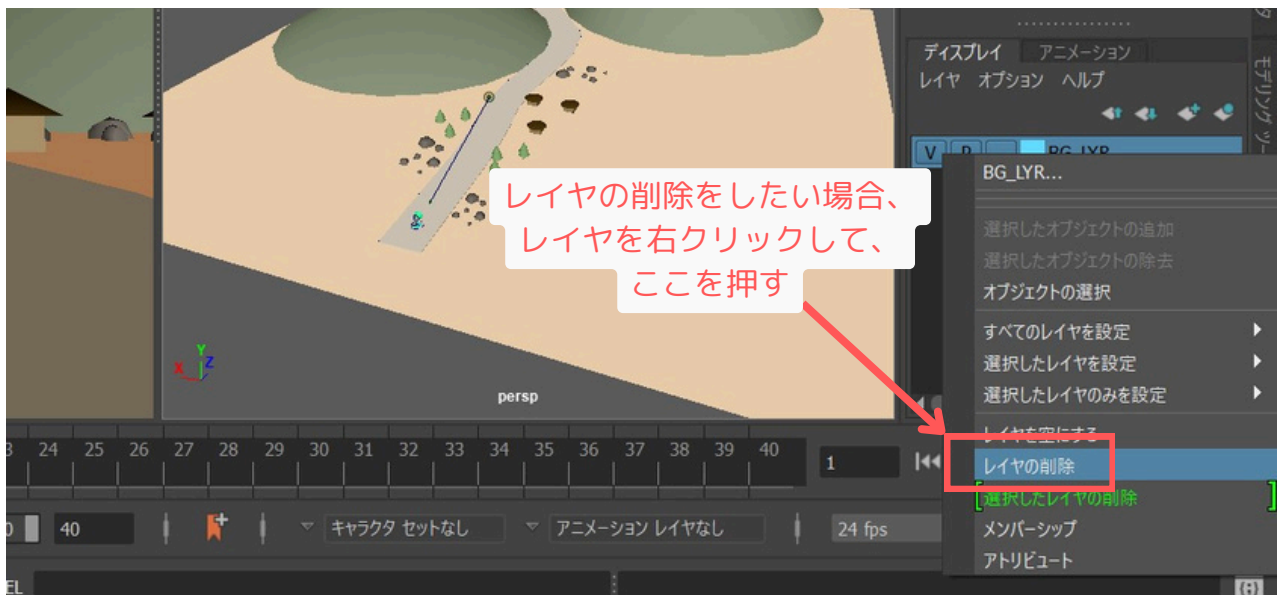 ディスプレイ アニメーション
レイヤ オプション ヘルプ
V P BG_LYR
BG_LYR...
レイヤの削除をしたい場合、
レイヤを右クリックして、
ここを押す
選択したオブジェクトの追加
選択したオブジェクトの除去
オブジェクトの選択
すべてのレイヤを設定
選択したレイヤを設定
選択したレイヤのみを設定
レイヤを空にする
レイヤの削除
選択したレイヤの削除
メンバーシップ
アトリビュート
モデリング
Y
X Z
persp
24 25 26 27 28 29 30 31 32 33 34 35 36 37 38 39 40
1
40 キャラクタ セットなし アニメーション レイヤなし 24 fps